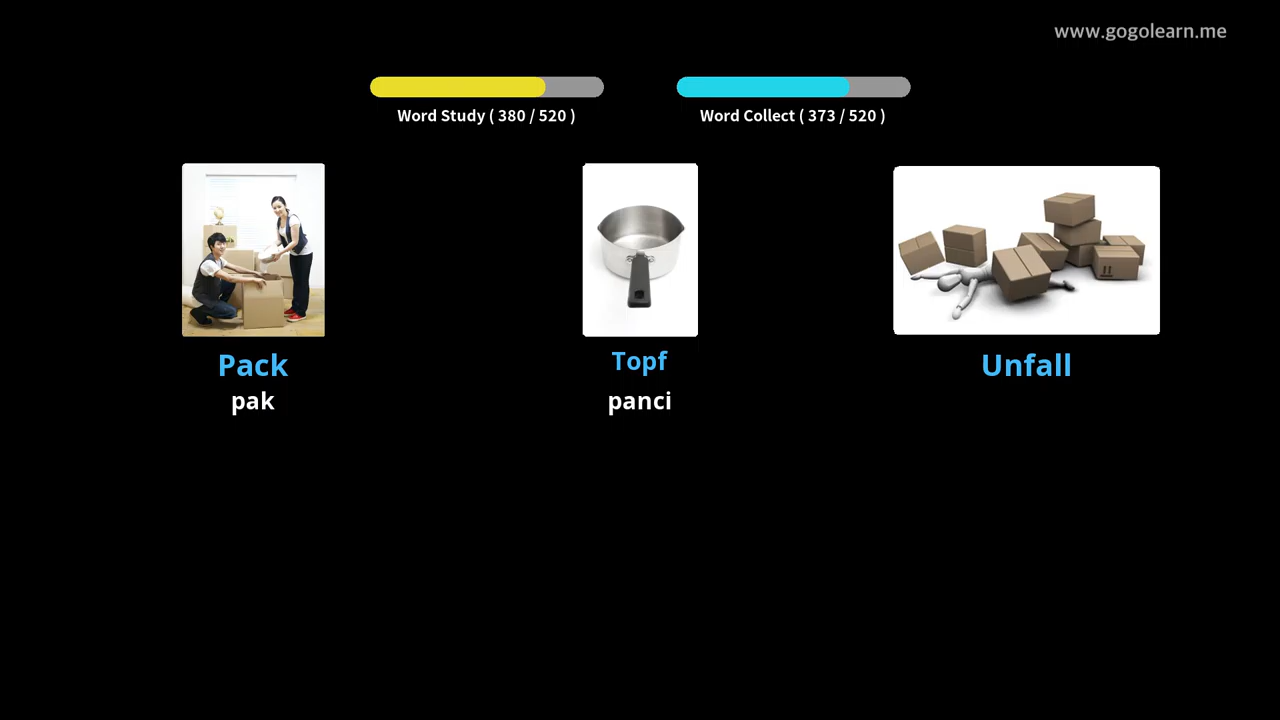 www.gogolearn.me
Word Study ( 380 / 520 )
Word Collect ( 373 / 520 )
Pack
pak
Topf
panci
Unfall